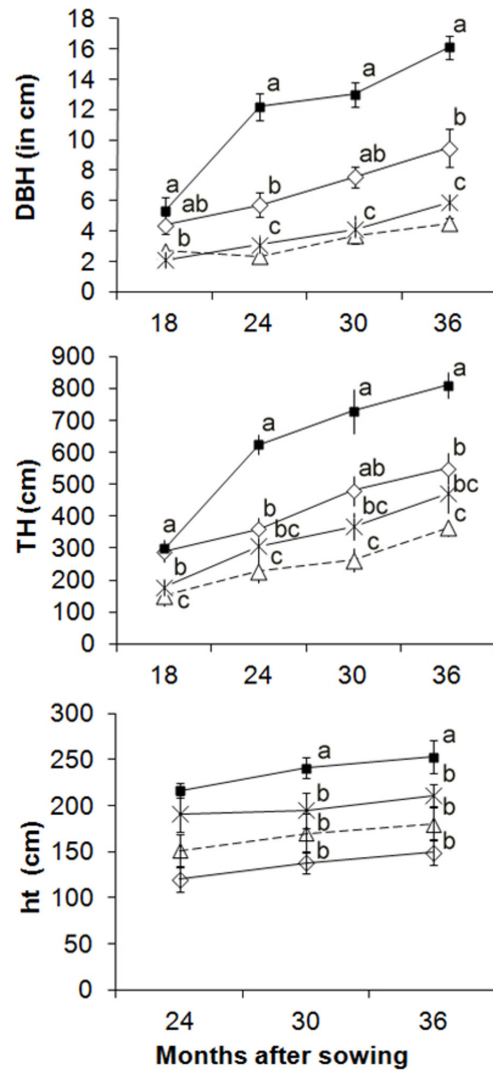 DBH (in cm)
18
16
14
12
10
8
6
4
2
0
a
a
a
a
ab
b
ab
b
b
c
c
c
18
24
30
36
TH (cm)
900
800
700
600
500
400
300
200
100
0
a
a
a
a
b
ab
b
b
bc
bc
bc
c
c
c
c
18
24
30
36
ht (cm)
300
250
200
150
100
50
0
a
a
b
b
b
b
b
b
24
30
36
Months after sowing